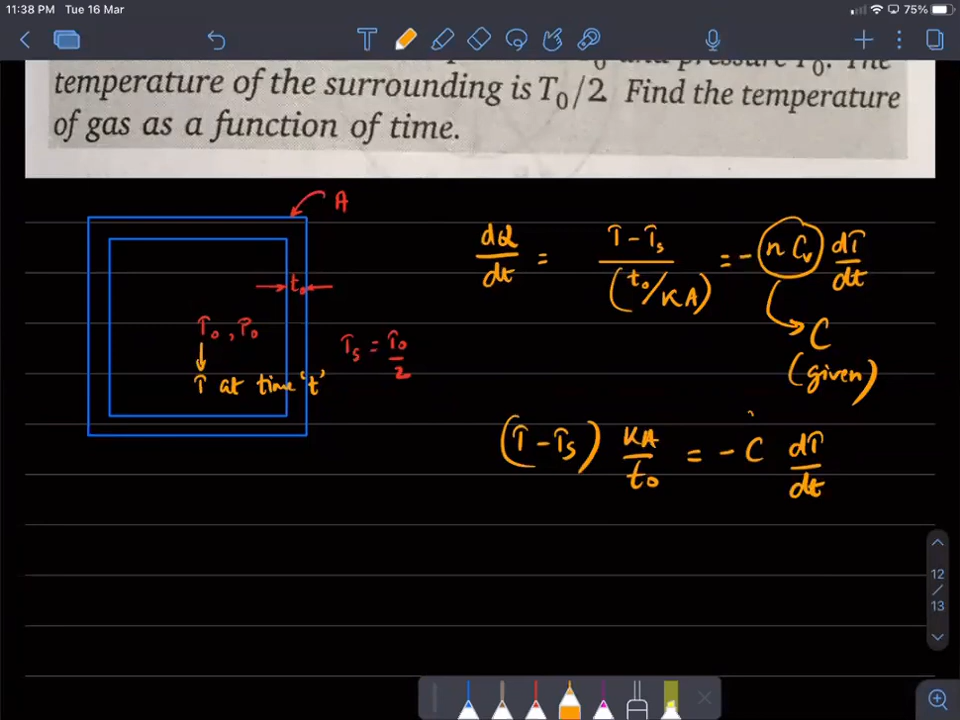 11:38 PM Tue 16 Mar
75%
temperature of the surrounding is T₀/2 Find the temperature
of gas as a function of time.
A
t₀
T₀, P₀
T at time 't'
Tₛ = T₀/2
dQ/dt = (T-Tₛ)/(t₀/KA) = - n Cᵥ dT/dt
C
(given)
(T-Tₛ) KA/t₀ = - C dT/dt
12
/
13